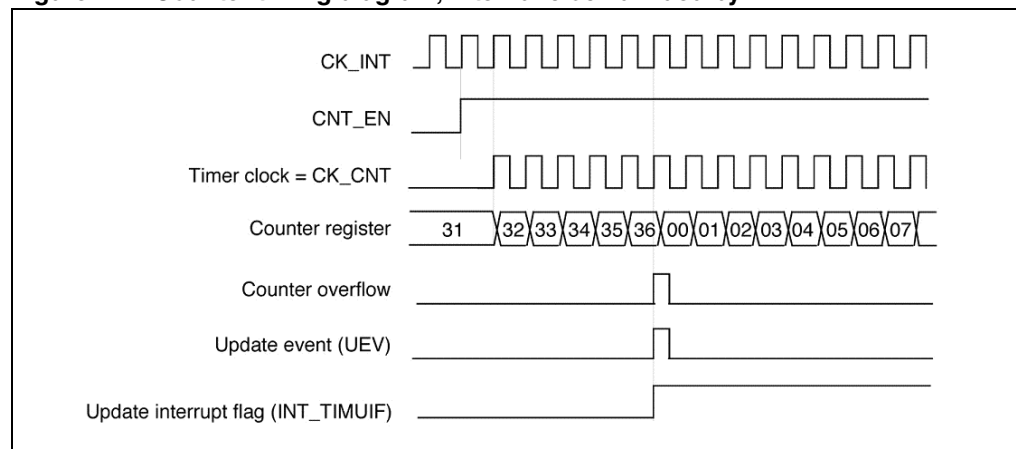 CK_INT
CNT_EN
Timer clock = CK_CNT
Counter register 31 32 33 34 35 36 00 01 02 03 04 05 06 07
Counter overflow
Update event (UEV)
Update interrupt flag (INT_TIMUIF)